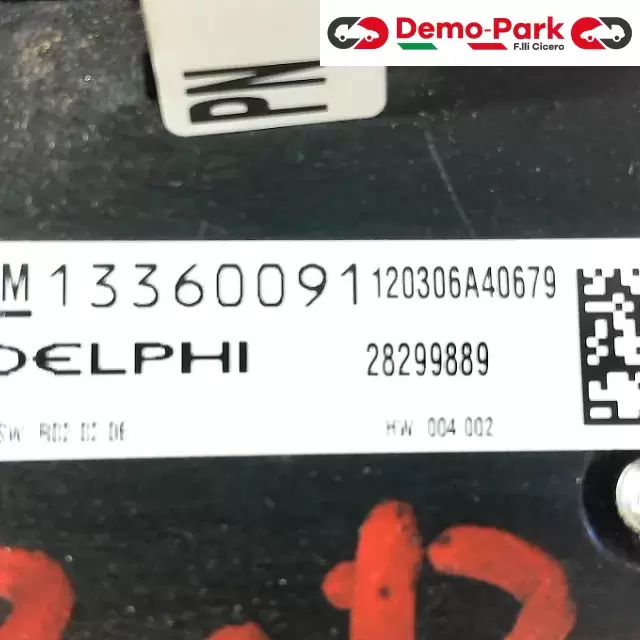 Demo-Park
F.lli Cicero
PN
M 13360091 120306A40679
DELPHI 28299889
SW R02 02 06 HW 004 002